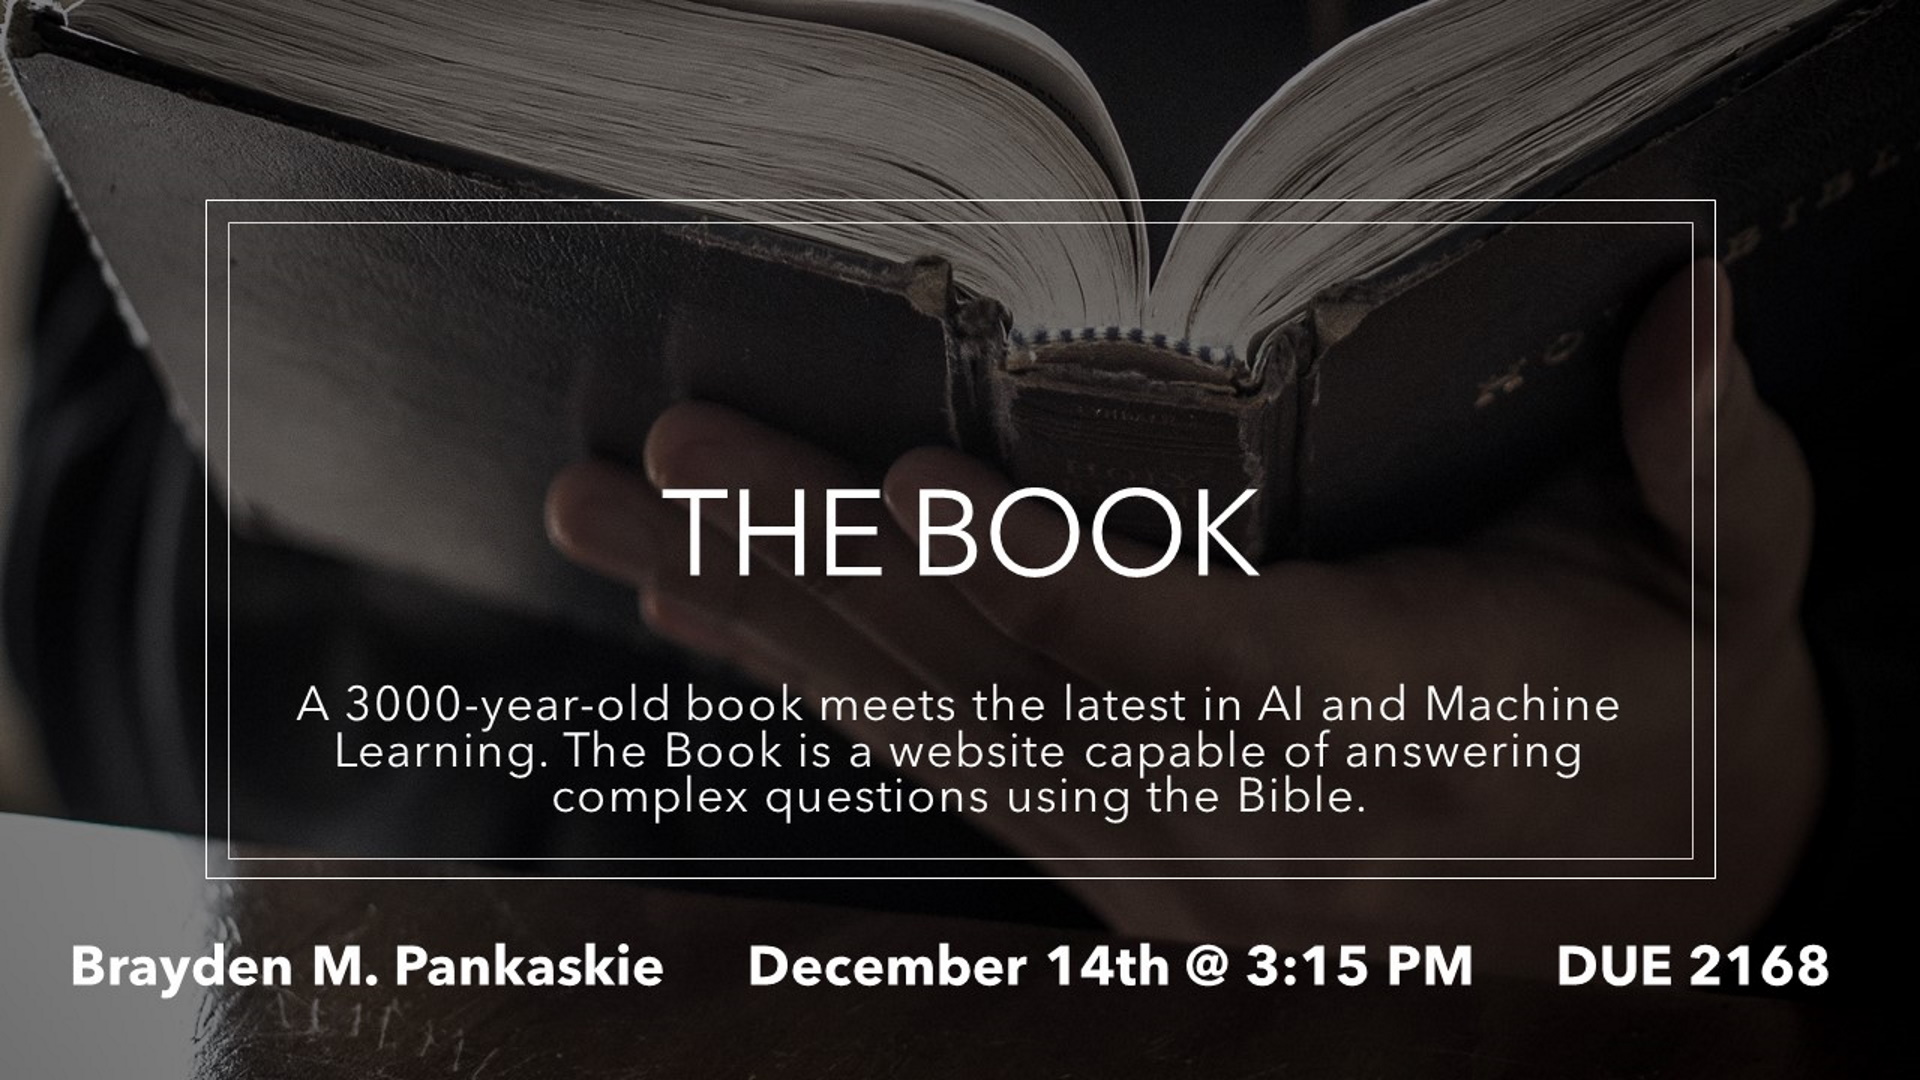 THE BOOK
A 3000-year-old book meets the latest in AI and Machine
Learning. The Book is a website capable of answering
complex questions using the Bible.
Brayden M. Pankaskie December 14th @ 3:15 PM DUE 2168